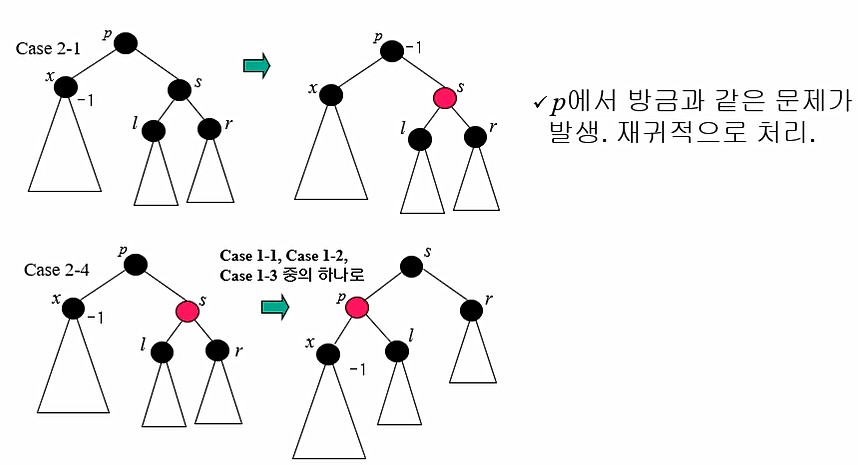 Case 2-1
p
x
-1
s
l
r
p
-1
x
s
l
r
✓p에서 방금과 같은 문제가
발생. 재귀적으로 처리.
Case 2-4
p
x
-1
s
l
r
Case 1-1, Case 1-2,
Case 1-3 중의 하나로
s
p
r
x
-1
l